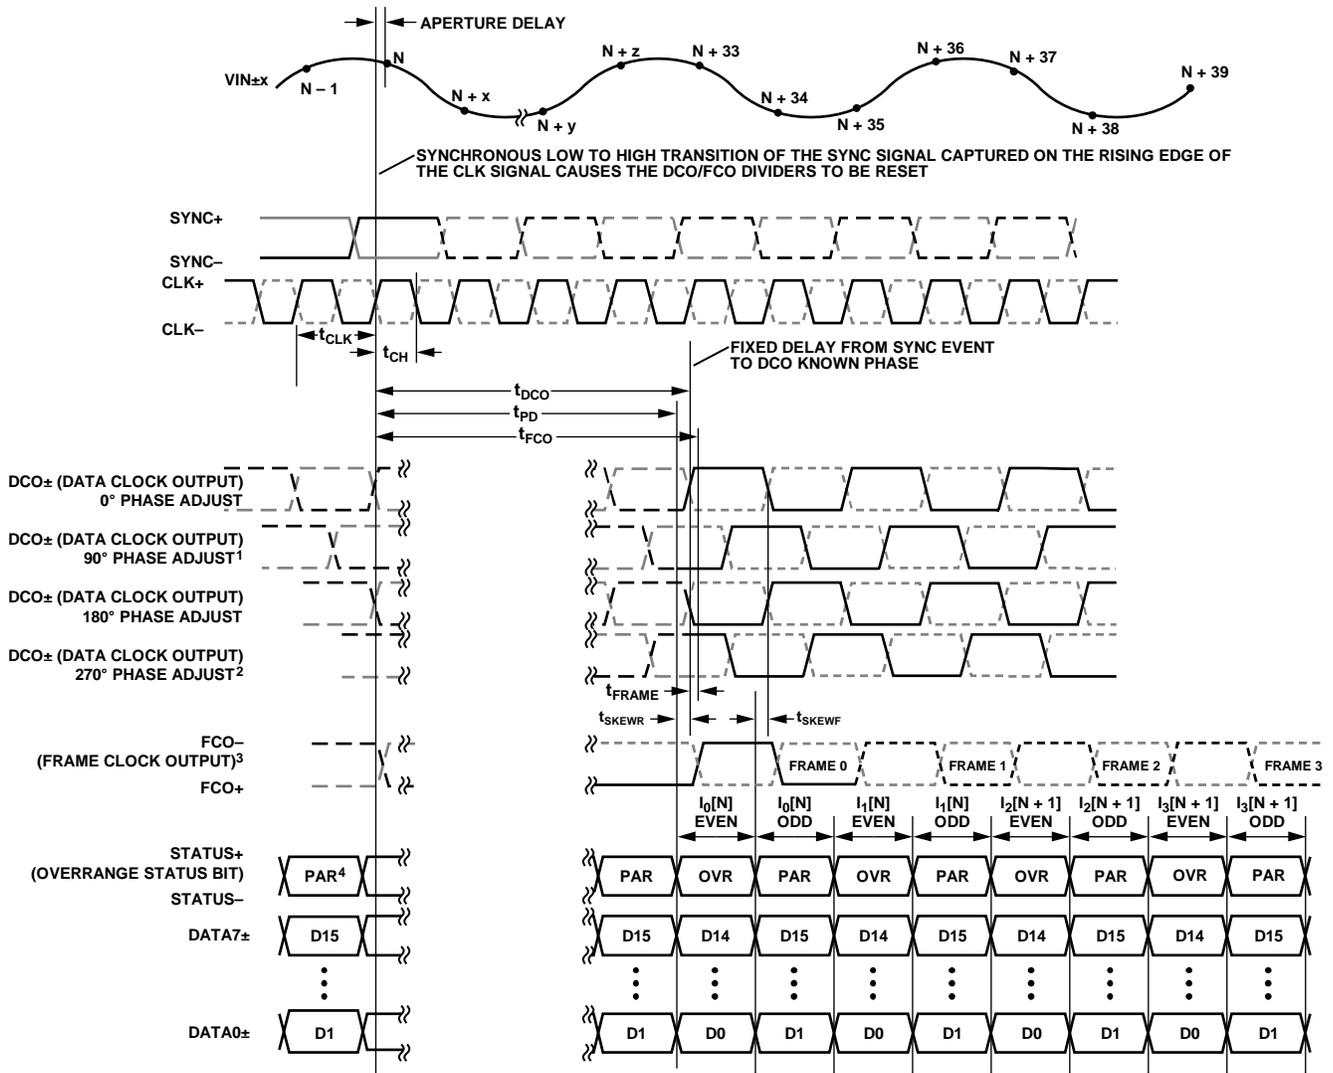 APERTURE DELAY
VIN±x
N – 1
N
N + x
N + y
N + z
N + 33
N + 34
N + 35
N + 36
N + 37
N + 38
N + 39
SYNCHRONOUS LOW TO HIGH TRANSITION OF THE SYNC SIGNAL CAPTURED ON THE RISING EDGE OF
THE CLK SIGNAL CAUSES THE DCO/FCO DIVIDERS TO BE RESET
SYNC+
SYNC–
CLK+
CLK–
tCLK
tCH
FIXED DELAY FROM SYNC EVENT
TO DCO KNOWN PHASE
tDCO
tPD
tFCO
DCO± (DATA CLOCK OUTPUT)
0° PHASE ADJUST
DCO± (DATA CLOCK OUTPUT)
90° PHASE ADJUST1
DCO± (DATA CLOCK OUTPUT)
180° PHASE ADJUST
DCO± (DATA CLOCK OUTPUT)
270° PHASE ADJUST2
tFRAME
tSKEWR
tSKEWF
FCO–
(FRAME CLOCK OUTPUT)3
FCO+
FRAME 0 FRAME 1 FRAME 2 FRAME 3
I0[N] I0[N] I1[N] I1[N] I2[N + 1] I2[N + 1] I3[N + 1] I3[N + 1]
EVEN ODD EVEN ODD EVEN ODD EVEN ODD
STATUS+
(OVERRANGE STATUS BIT)
STATUS–
PAR4 PAR OVR PAR OVR PAR OVR PAR OVR PAR
DATA7± D15 D15 D14 D15 D14 D15 D14 D15 D14 D15
DATA0± D1 D1 D0 D1 D0 D1 D0 D1 D0 D1